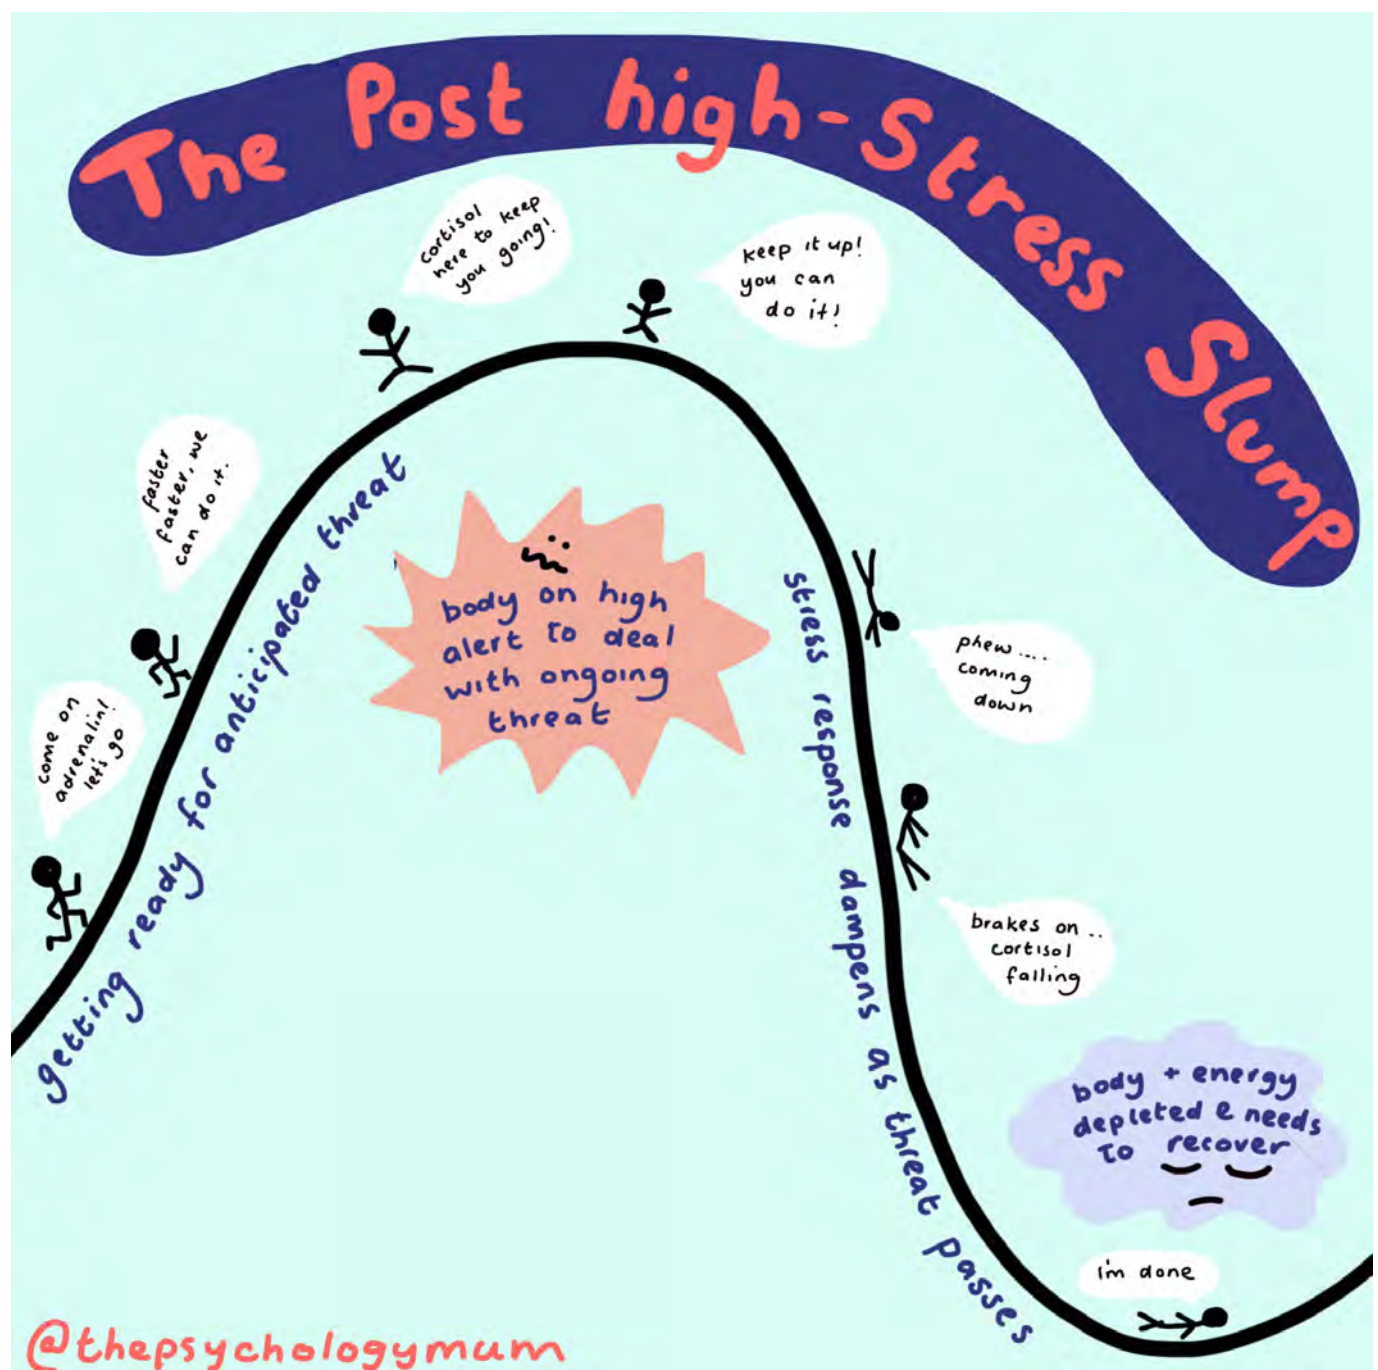 The Post high-Stress Slump
cortisol
here to keep
you going!
keep it up!
you can
do it!
faster
faster, we
can do it.
come on
adrenalin!
let's go
getting ready for anticipated threat
body on high
alert to deal
with ongoing
threat
stress response dampens as threat passes
phew....
coming
down
brakes on ..
cortisol
falling
body + energy
depleted & needs
to recover
i'm done
@thepsychologymum